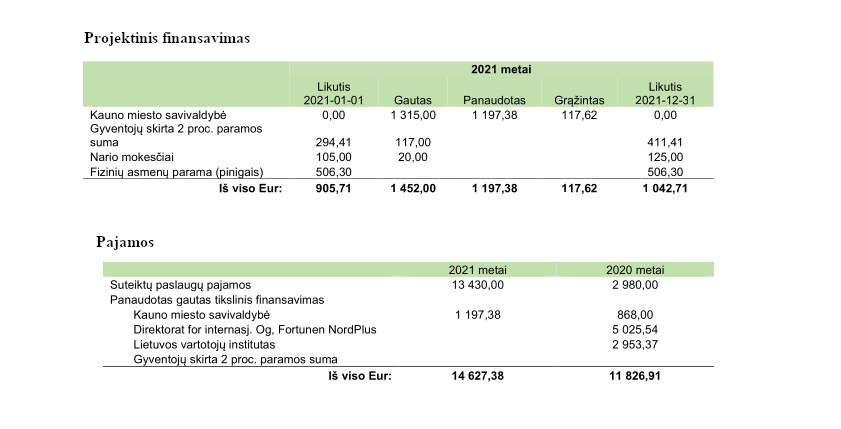 Projektinis finansavimas
2021 metai
Likutis 2021-01-01 Gautas Panaudotas Grąžintas Likutis 2021-12-31
Kauno miesto savivaldybė 0,00 1 315,00 1 197,38 117,62 0,00
Gyventojų skirta 2 proc. paramos
suma 294,41 117,00 411,41
Nario mokesčiai 105,00 20,00 125,00
Fizinių asmenų parama (pinigais) 506,30 506,30
Iš viso Eur: 905,71 1 452,00 1 197,38 117,62 1 042,71
Pajamos
2021 metai 2020 metai
Suteiktų paslaugų pajamos 13 430,00 2 980,00
Panaudotas gautas tikslinis finansavimas
Kauno miesto savivaldybė 1 197,38 868,00
Direktorat for internasj. Og, Fortunen NordPlus 5 025,54
Lietuvos vartotojų institutas 2 953,37
Gyventojų skirta 2 proc. paramos suma
Iš viso Eur: 14 627,38 11 826,91